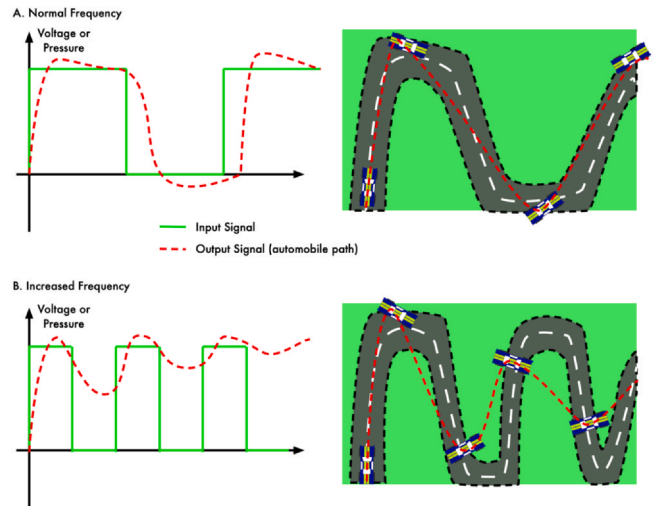 A. Normal Frequency
Voltage or
Pressure
Input Signal
Output Signal (automobile path)
B. Increased Frequency
Voltage or
Pressure